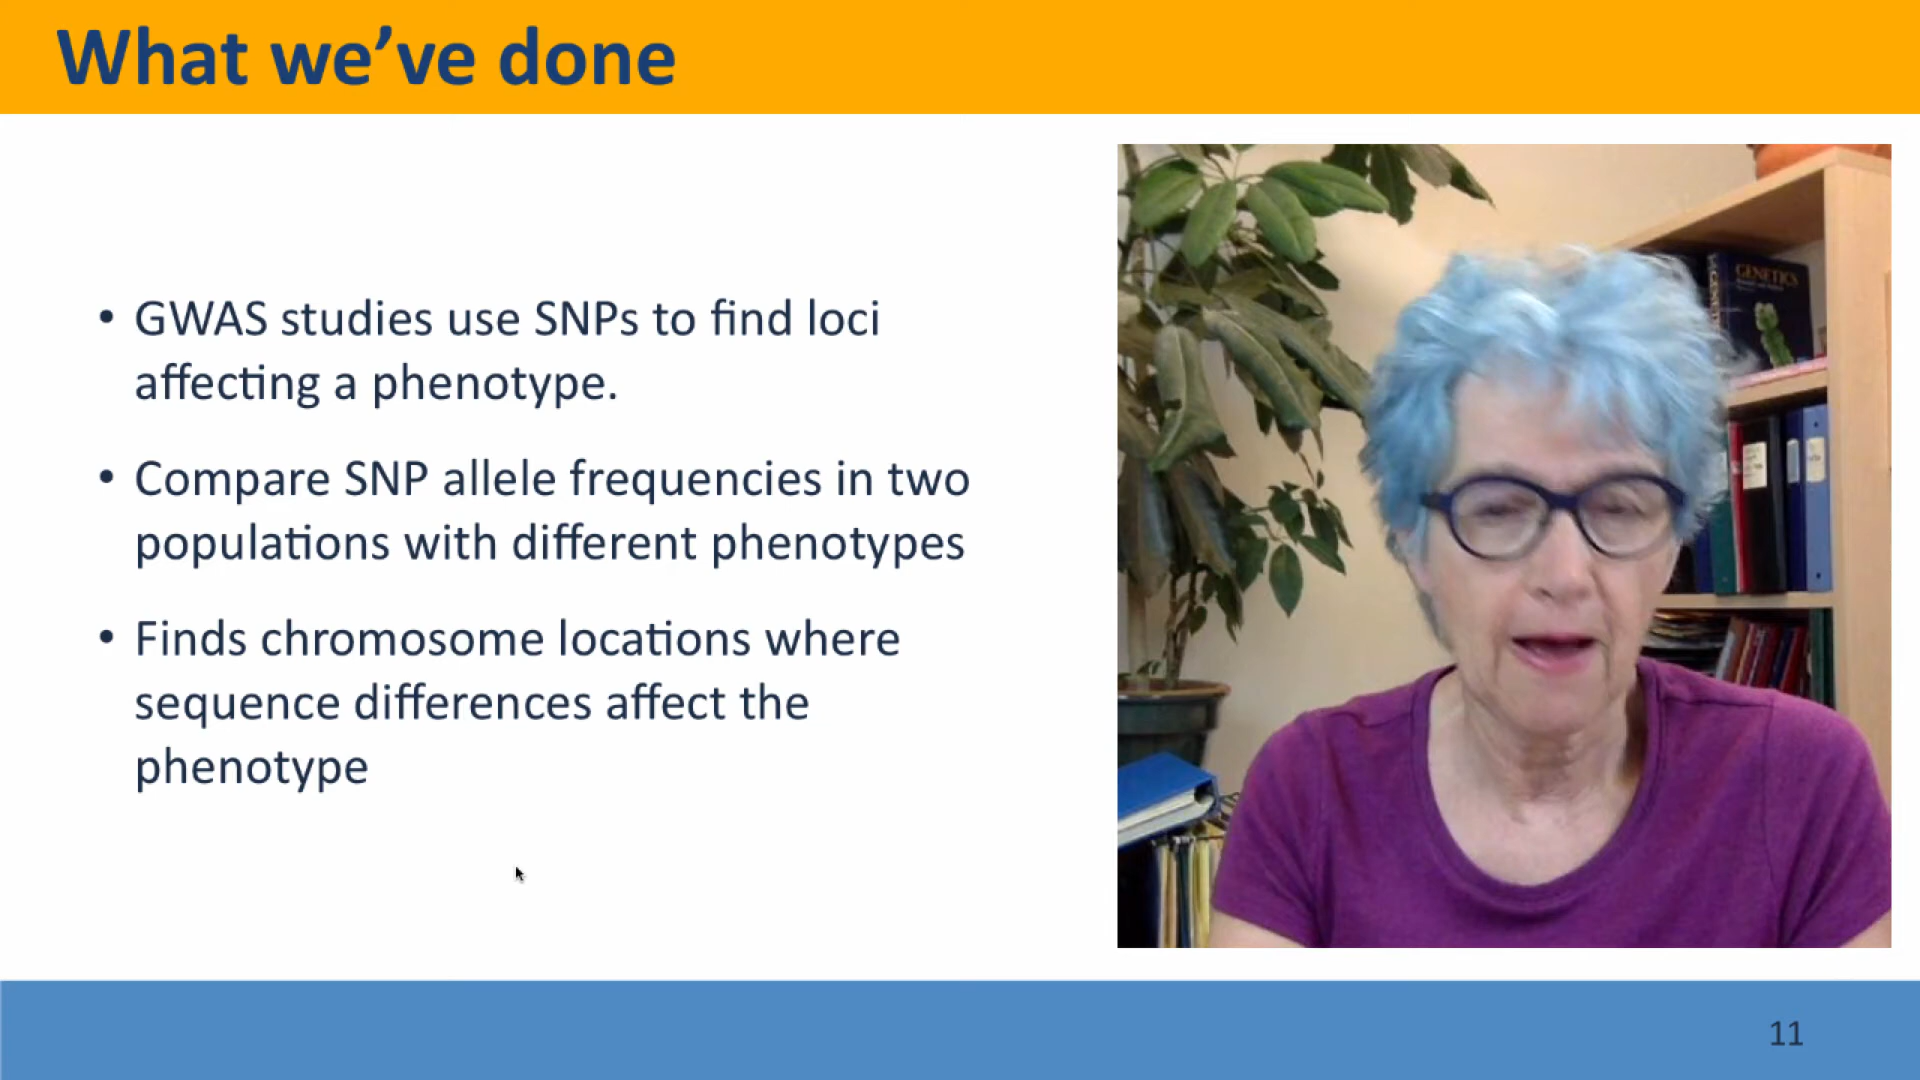 What we’ve done
• GWAS studies use SNPs to find loci
affecting a phenotype.
• Compare SNP allele frequencies in two
populations with different phenotypes
• Finds chromosome locations where
sequence differences affect the
phenotype
GENETICS
11